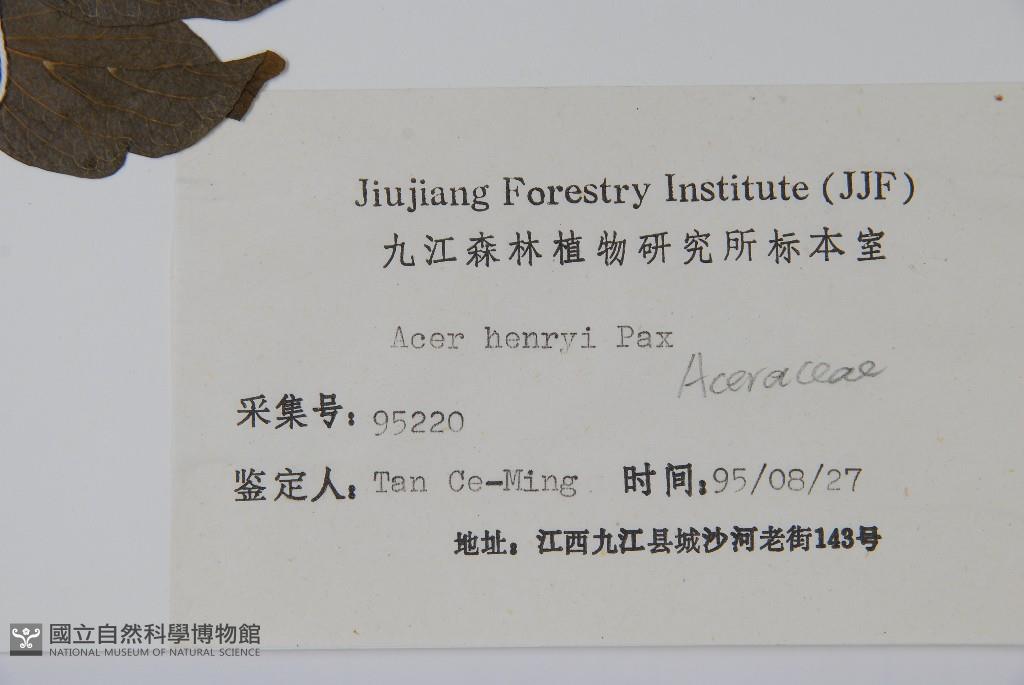 Jiujiang Forestry Institute (JJF)
九江森林植物研究所标本室
Acer henryi Pax
Aceraceae
采集号: 95220
鉴定人: Tan Ce-Ming 时间: 95/08/27
地址: 江西九江县城沙河老街143号
國立自然科學博物館
NATIONAL MUSEUM OF NATURAL SCIENCE